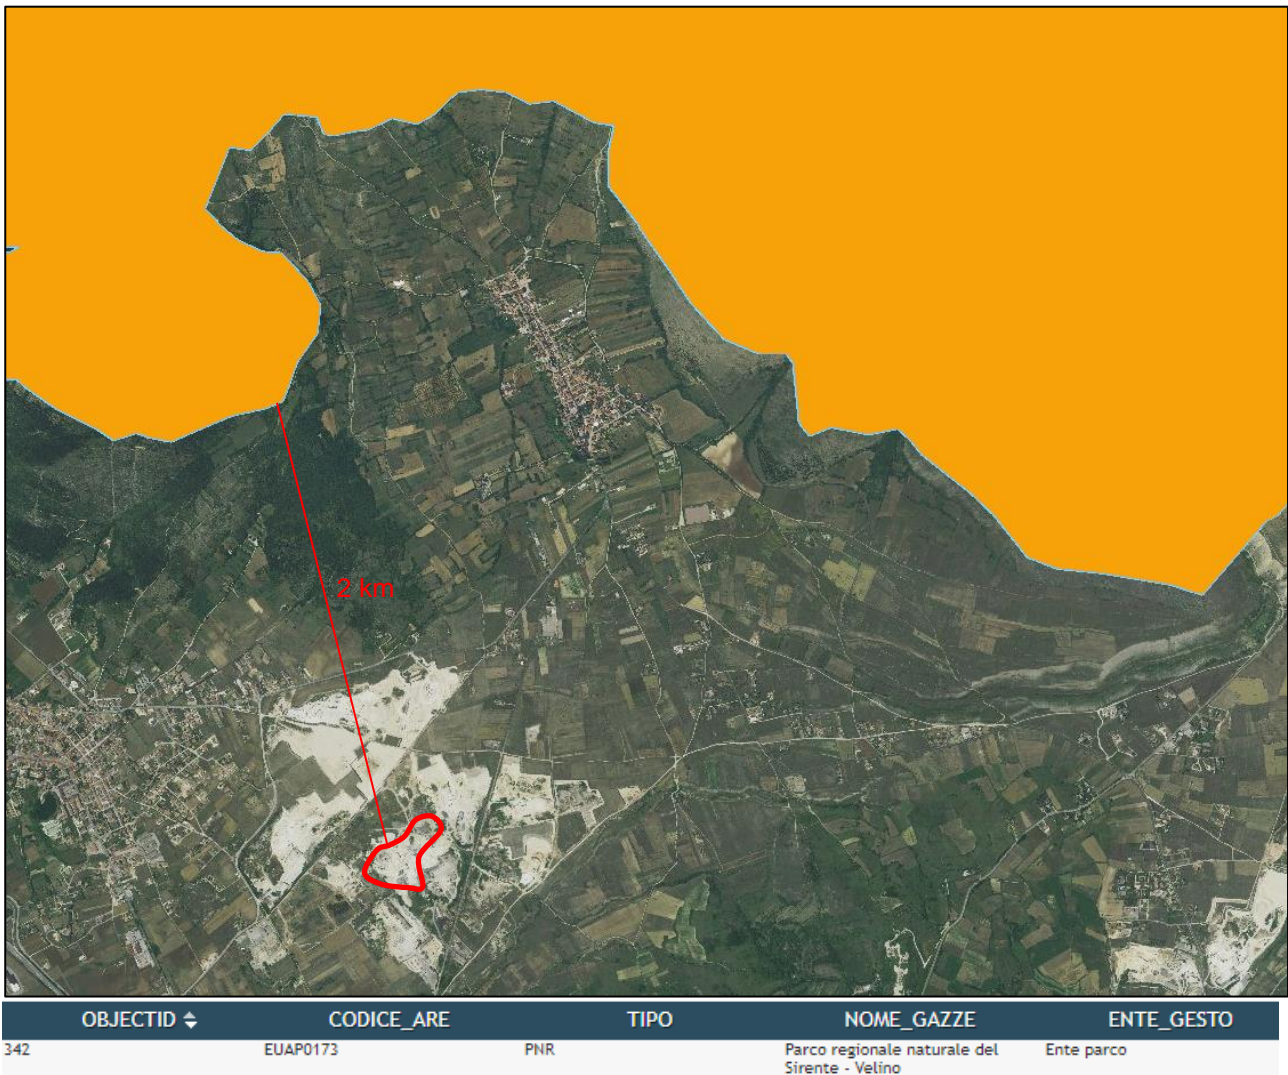 2 km
OBJECTID CODICE_ARE TIPO NOME_GAZZE ENTE_GESTO
342 EUAP0173 PNR Parco regionale naturale del Ente parco
Sirente - Velino